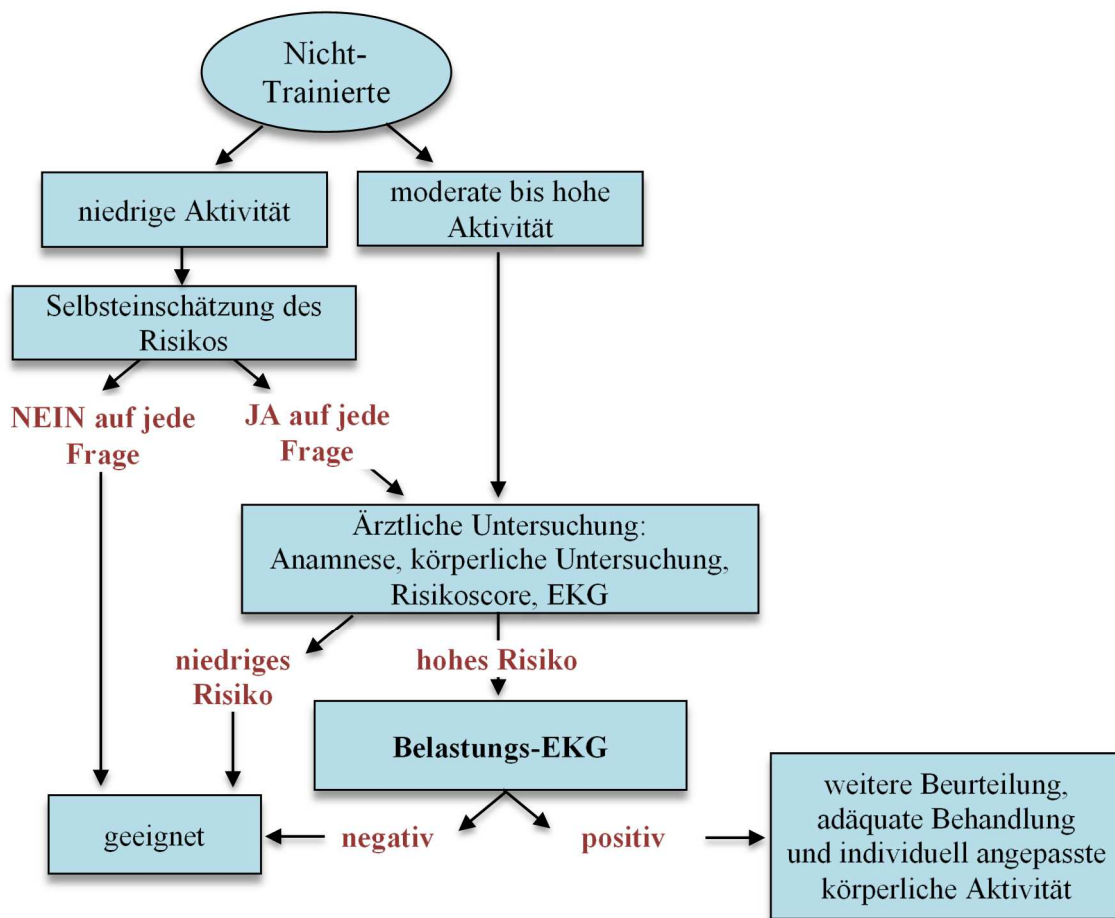 Nicht-
Trainierte
niedrige Aktivität
moderate bis hohe
Aktivität
Selbsteinschätzung des
Risikos
NEIN auf jede
Frage
JA auf jede
Frage
Ärztliche Untersuchung:
Anamnese, körperliche Untersuchung,
Risikoscore, EKG
niedriges
Risiko
hohes Risiko
Belastungs-EKG
geeignet
negativ
positiv
weitere Beurteilung,
adäquate Behandlung
und individuell angepasste
körperliche Aktivität